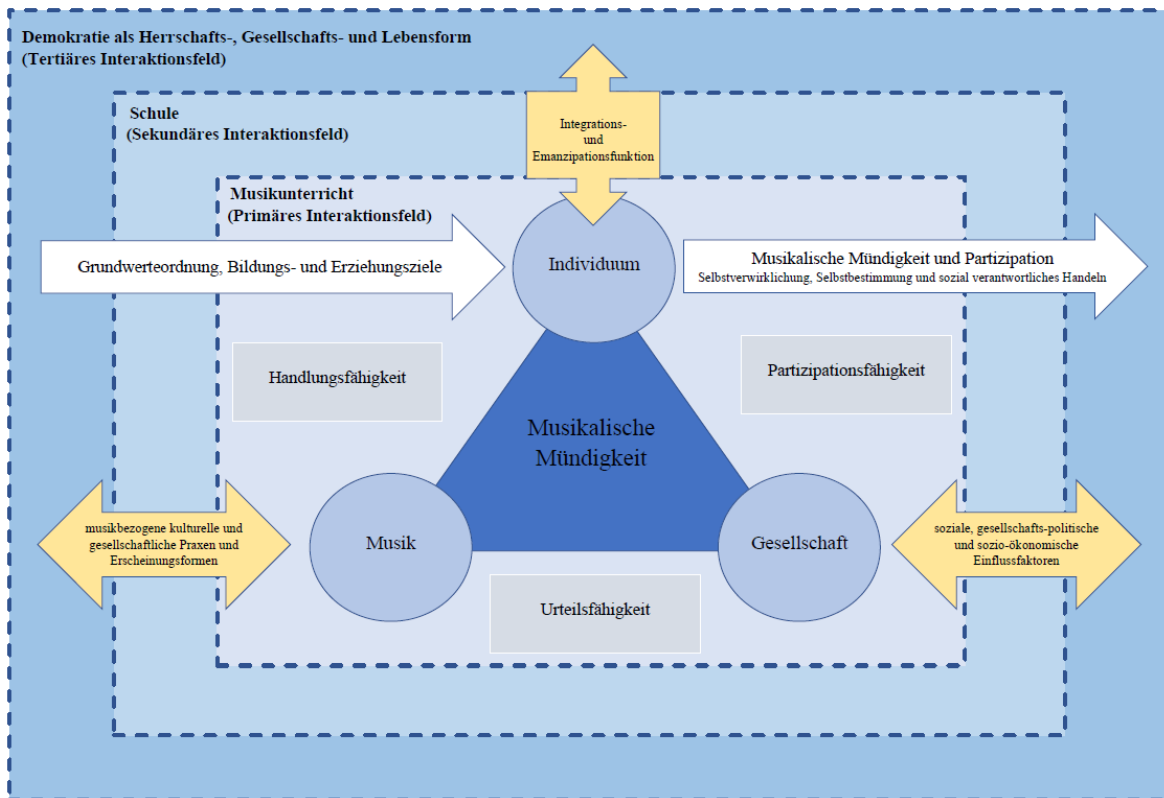 Demokratie als Herrschafts-, Gesellschafts- und Lebensform
(Tertiäres Interaktionsfeld)
Schule
(Sekundäres Interaktionsfeld)
Integrations-
und
Emanzipationsfunktion
Musikunterricht
(Primäres Interaktionsfeld)
Grundwerteordnung, Bildungs- und Erziehungsziele
Individuum
Musikalische Mündigkeit und Partizipation
Selbstverwirklichung, Selbstbestimmung und sozial verantwortliches Handeln
Handlungsfähigkeit
Partizipationsfähigkeit
Musikalische
Mündigkeit
musikbezogene kulturelle und
gesellschaftliche Praxen und
Erscheinungsformen
Musik
Gesellschaft
soziale, gesellschafts-politische
und sozio-ökonomische
Einflussfaktoren
Urteilsfähigkeit